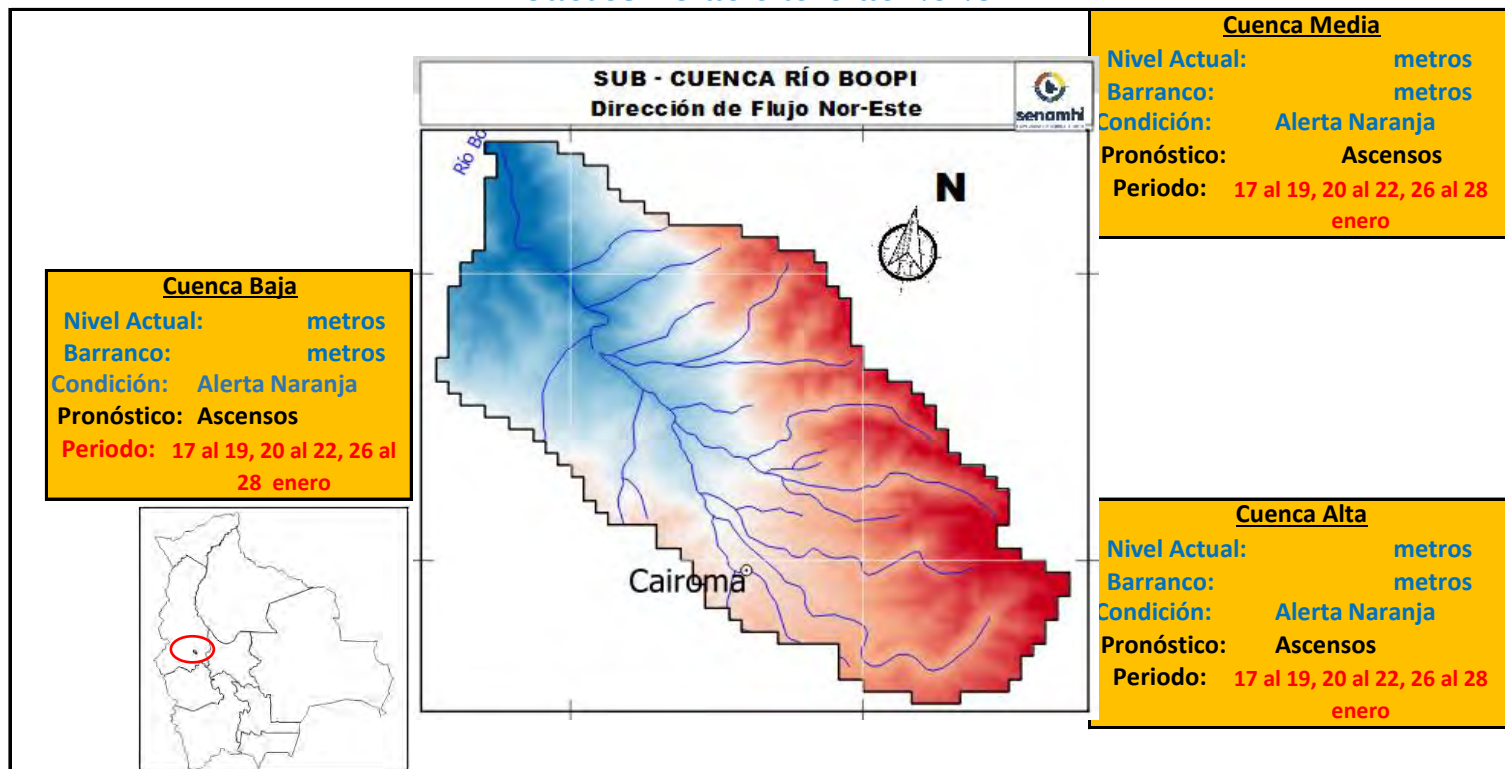 SUB - CUENCA RÍO BOOPI
Dirección de Flujo Nor-Este
senamhi
Río Bo
N
Cairoma
Cuenca Media
Nivel Actual: metros
Barranco: metros
Condición: Alerta Naranja
Pronóstico: Ascensos
Periodo: 17 al 19, 20 al 22, 26 al 28
enero
Cuenca Baja
Nivel Actual: metros
Barranco: metros
Condición: Alerta Naranja
Pronóstico: Ascensos
Periodo: 17 al 19, 20 al 22, 26 al
28 enero
Cuenca Alta
Nivel Actual: metros
Barranco: metros
Condición: Alerta Naranja
Pronóstico: Ascensos
Periodo: 17 al 19, 20 al 22, 26 al 28
enero